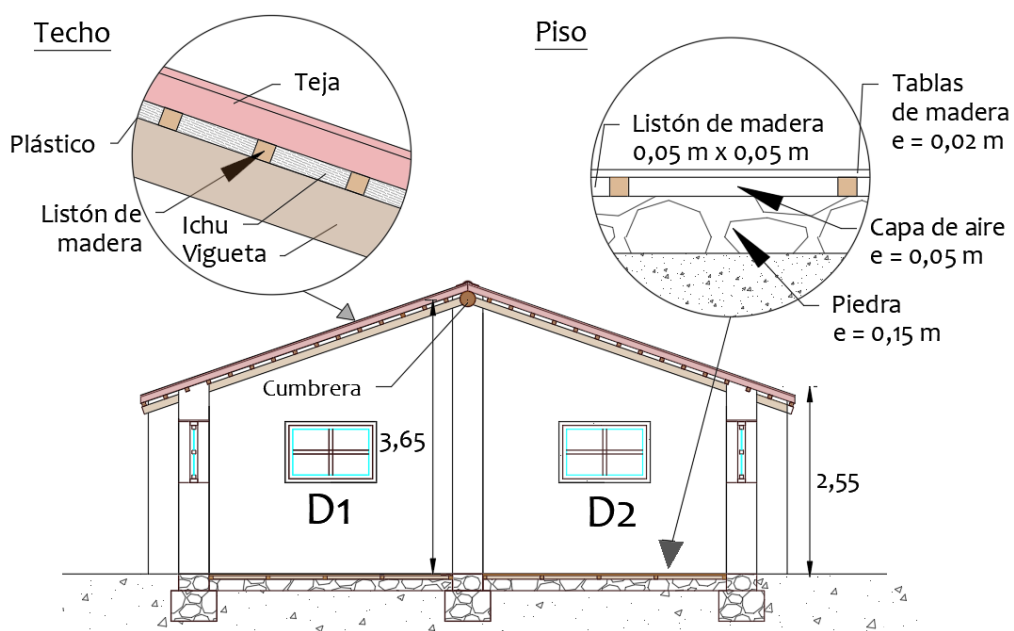 Techo
Teja
Plástico
Listón de
madera
Ichu
Vigueta
Piso
Tablas
de madera
e = 0,02 m
Listón de madera
0,05 m x 0,05 m
Capa de aire
e = 0,05 m
Piedra
e = 0,15 m
Cumbrera
3,65
2,55
D1
D2